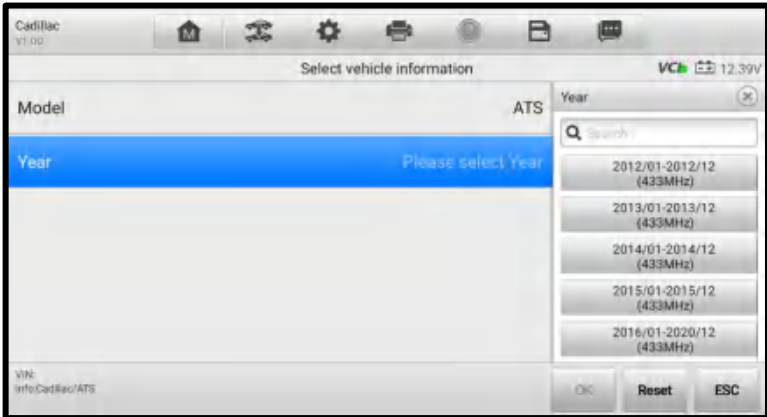 Cadillac
V1.00
M
Select vehicle information
VCI 12.39V
Model ATS
Year
Search
Year Please select Year
2012/01-2012/12
(433MHz)
2013/01-2013/12
(433MHz)
2014/01-2014/12
(433MHz)
2015/01-2015/12
(433MHz)
2016/01-2020/12
(433MHz)
VIN:
Info:Cadillac/ATS
OK Reset ESC